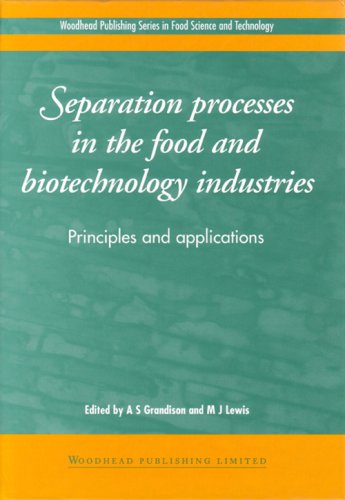 Woodhead Publishing Series in Food Science and Technology
Separation processes
in the food and
biotechnology industries
Principles and applications
Edited by A S Grandison and M J Lewis
WOODHEAD PUBLISHING LIMITED